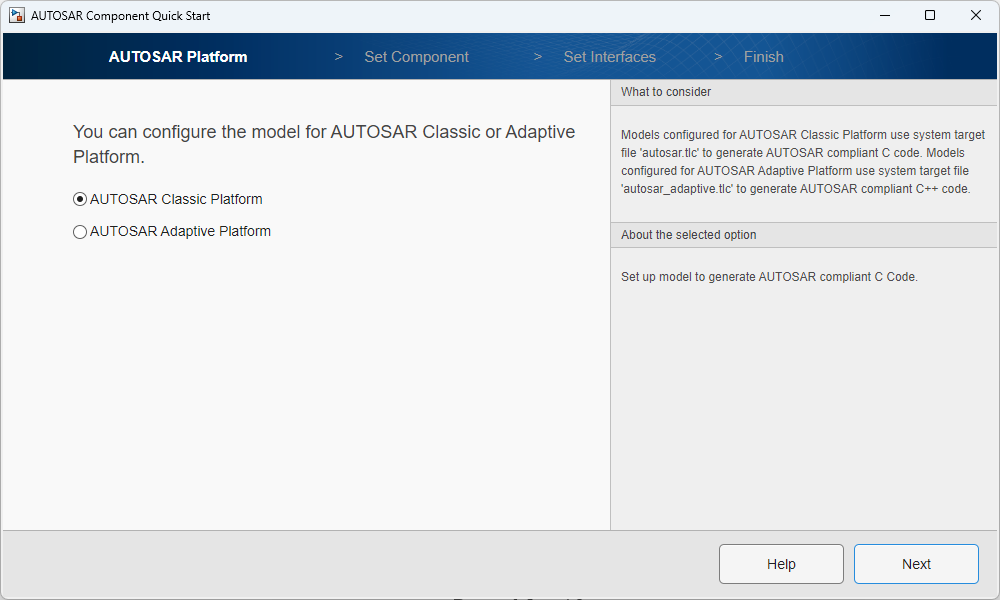 AUTOSAR Component Quick Start
AUTOSAR Platform > Set Component > Set Interfaces > Finish
You can configure the model for AUTOSAR Classic or Adaptive
Platform.
AUTOSAR Classic Platform
AUTOSAR Adaptive Platform
What to consider
Models configured for AUTOSAR Classic Platform use system target
file 'autosar.tlc' to generate AUTOSAR compliant C code. Models
configured for AUTOSAR Adaptive Platform use system target file
'autosar_adaptive.tlc' to generate AUTOSAR compliant C++ code.
About the selected option
Set up model to generate AUTOSAR compliant C Code.
Help
Next